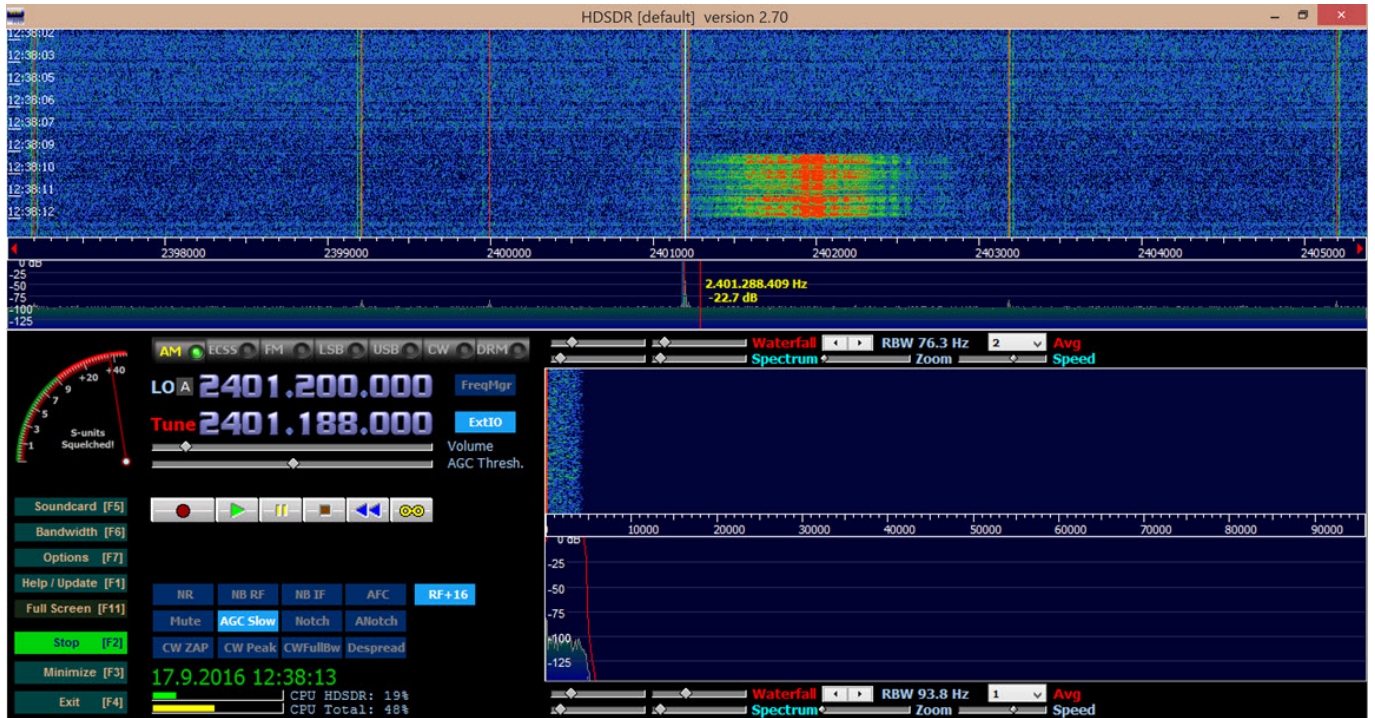 HDSDR [default] version 2.70
12:38:02
12:38:03
12:38:05
12:38:06
12:38:07
12:38:09
12:38:10
12:38:11
12:38:12
2398000 2399000 2400000 2401000 2402000 2403000 2404000 2405000
0 dB
-25
-50
-75
-100
-125
2.401.288.409 Hz
-22.7 dB
AM ECSS FM LSB USB CW DRM
Waterfall RBW 76.3 Hz 2 Avg
Spectrum Zoom Speed
1 3 5 7 9 +20 +40
S-units
Squelched!
LO A 2401.200.000 FreqMgr
Tune 2401.188.000 ExtIO
Volume
AGC Thresh.
Soundcard [F5]
Bandwidth [F6]
Options [F7]
Help / Update [F1]
Full Screen [F11]
Stop [F2]
Minimize [F3]
Exit [F4]
NR NB RF NB IF AFC RF+16
Mute AGC Slow Notch ANotch
CW ZAP CW Peak CWFullBw Despread
17.9.2016 12:38:13
CPU HDSDR: 19%
CPU Total: 48%
10000 20000 30000 40000 50000 60000 70000 80000 90000
0 dB
-25
-50
-75
-100
-125
Waterfall RBW 93.8 Hz 1 Avg
Spectrum Zoom Speed